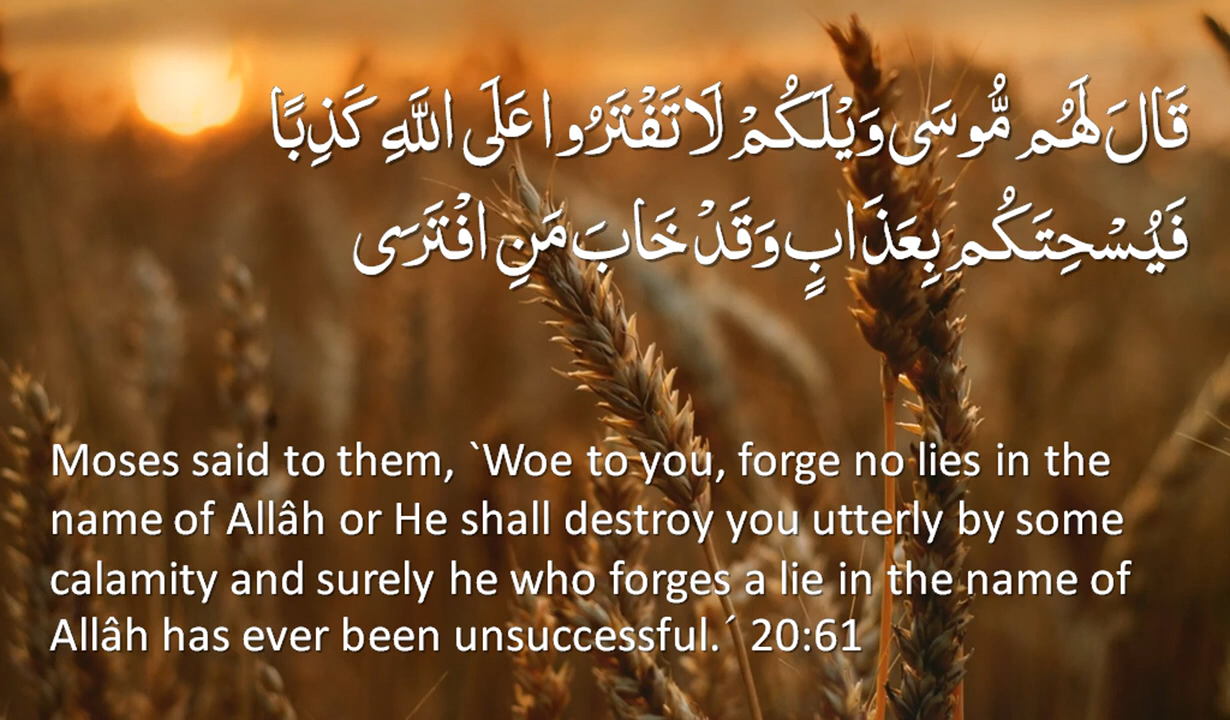 قَالَ لَهُم مُّوسَى وَيْلَكُمْ لَا تَفْتَرُوا عَلَى اللَّهِ كَذِبًا
فَيُسْحِتَكُم بِعَذَابٍ وَقَدْ خَابَ مَنِ افْتَرَى
Moses said to them, `Woe to you, forge no lies in the
name of Allâh or He shall destroy you utterly by some
calamity and surely he who forges a lie in the name of
Allâh has ever been unsuccessful.´ 20:61